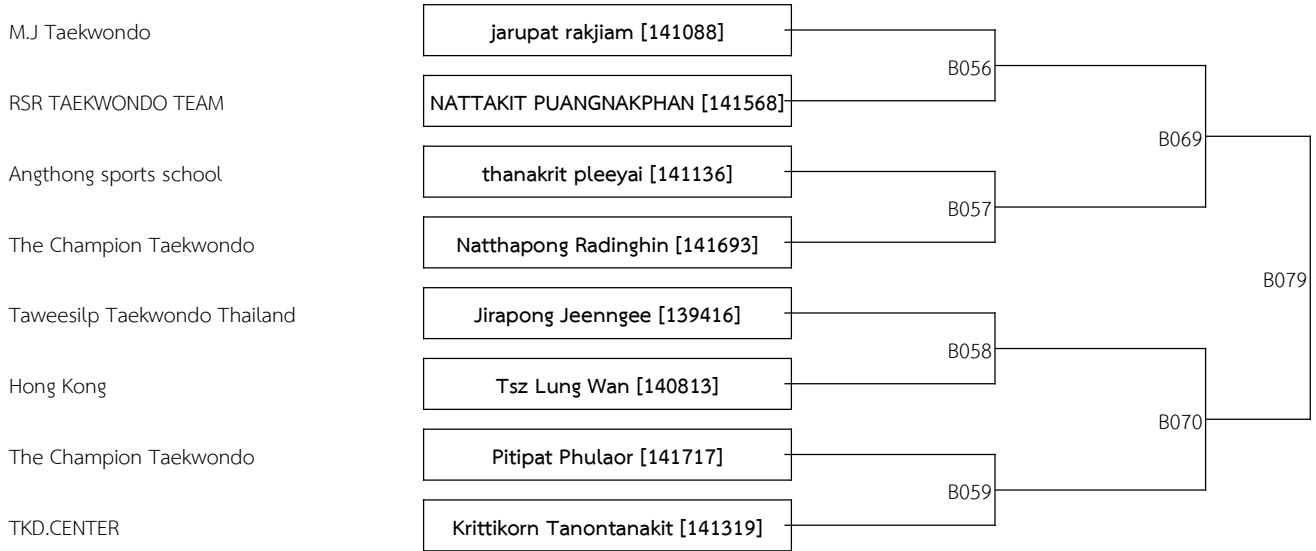 M.J Taekwondo
jarupat rakjiam [141088]
B056
RSR TAEKWONDO TEAM
NATTAKIT PUANGNAKPHAN [141568]
B069
Angthong sports school
thanakrit pleeyai [141136]
B057
The Champion Taekwondo
Natthapong Radinghin [141693]
B079
Taweesilp Taekwondo Thailand
Jirapong Jeenngee [139416]
B058
Hong Kong
Tsz Lung Wan [140813]
B070
The Champion Taekwondo
Pitipat Phulaor [141717]
B059
TKD.CENTER
Krittikorn Tanontanakit [141319]